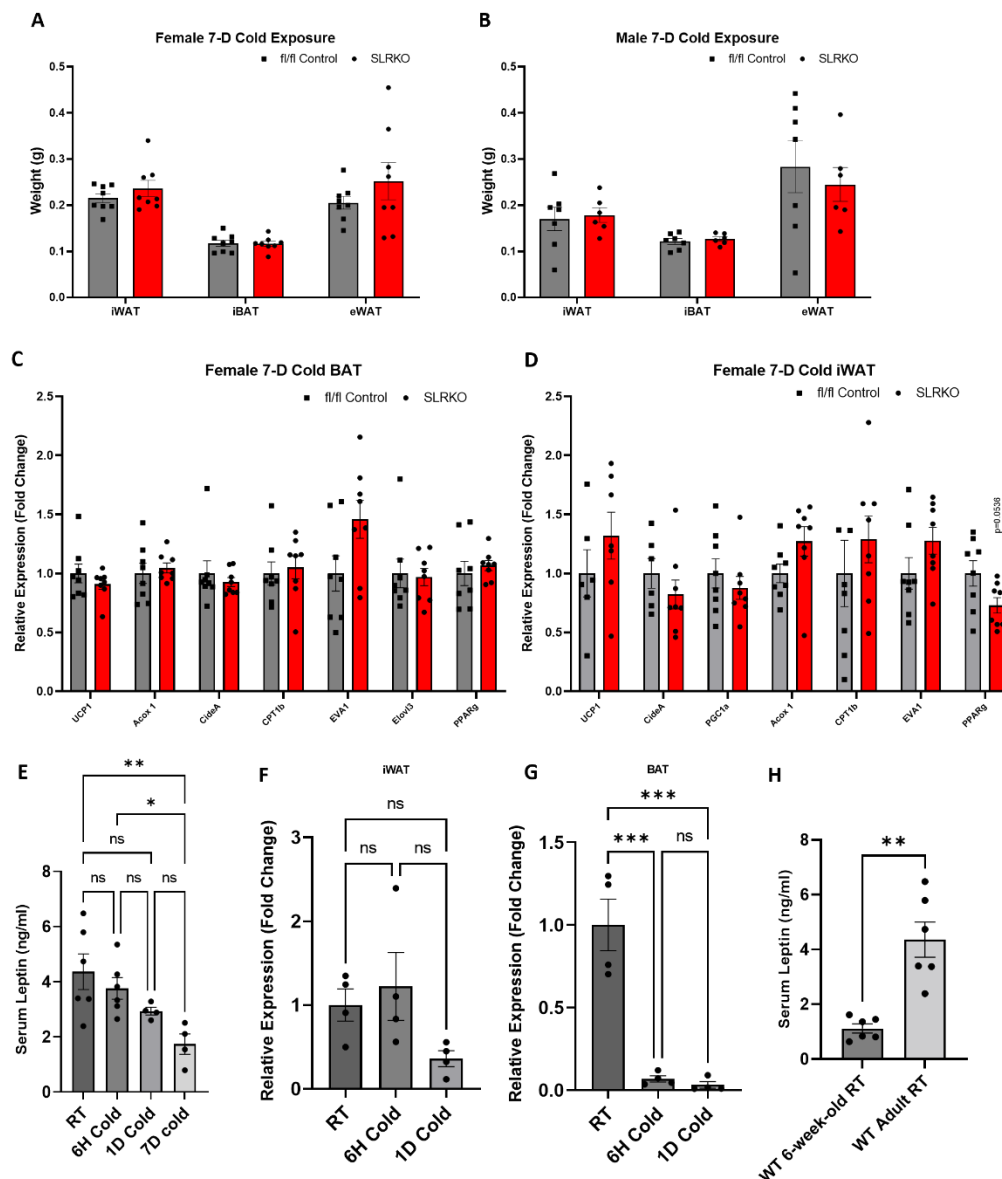 A
Female 7-D Cold Exposure
fl/fl Control SLRKO
Weight (g)
0.5
0.4
0.3
0.2
0.1
0.0
iWAT iBAT eWAT
B
Male 7-D Cold Exposure
fl/fl Control SLRKO
Weight (g)
0.5
0.4
0.3
0.2
0.1
0.0
iWAT iBAT eWAT
C
Female 7-D Cold BAT
fl/fl Control SLRKO
Relative Expression (Fold Change)
2.5
2.0
1.5
1.0
0.5
0.0
UCP1 Acox 1 CideA CPT1b EVA1 Elovl3 PPARg
D
Female 7-D Cold iWAT
fl/fl Control SLRKO
Relative Expression (Fold Change)
2.5
2.0
1.5
1.0
0.5
0.0
p=0.0536
UCP1 CideA PGC1a Acox 1 CPT1b EVA1 PPARg
E
**
*
ns
ns ns ns
Serum Leptin (ng/ml)
8
6
4
2
0
RT 6H Cold 1D Cold 7D cold
F
iWAT
ns
ns ns
Relative Expression (Fold Change)
3
2
1
0
RT 6H Cold 1D Cold
G
BAT
***
*** ns
Relative Expression (Fold Change)
1.5
1.0
0.5
0.0
RT 6H Cold 1D Cold
H
**
Serum Leptin (ng/ml)
8
6
4
2
0
WT 6-week-old RT WT Adult RT